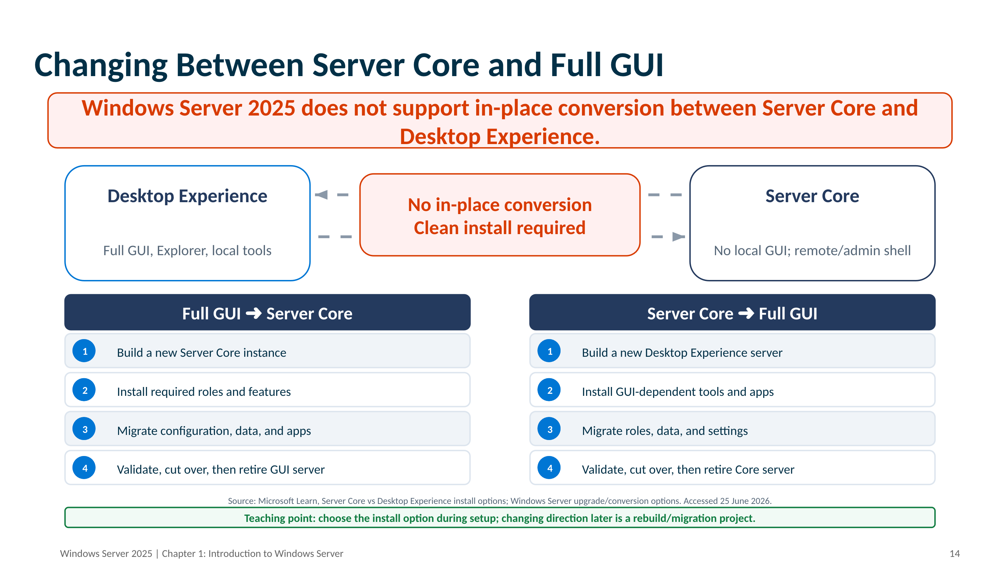 Changing Between Server Core and Full GUI
Windows Server 2025 does not support in-place conversion between Server Core and
Desktop Experience.
Desktop Experience
Full GUI, Explorer, local tools
No in-place conversion
Clean install required
Server Core
No local GUI; remote/admin shell
Full GUI ➜ Server Core
1 Build a new Server Core instance
2 Install required roles and features
3 Migrate configuration, data, and apps
4 Validate, cut over, then retire GUI server
Server Core ➜ Full GUI
1 Build a new Desktop Experience server
2 Install GUI-dependent tools and apps
3 Migrate roles, data, and settings
4 Validate, cut over, then retire Core server
Source: Microsoft Learn, Server Core vs Desktop Experience install options; Windows Server upgrade/conversion options. Accessed 25 June 2026.
Teaching point: choose the install option during setup; changing direction later is a rebuild/migration project.
Windows Server 2025 | Chapter 1: Introduction to Windows Server
14